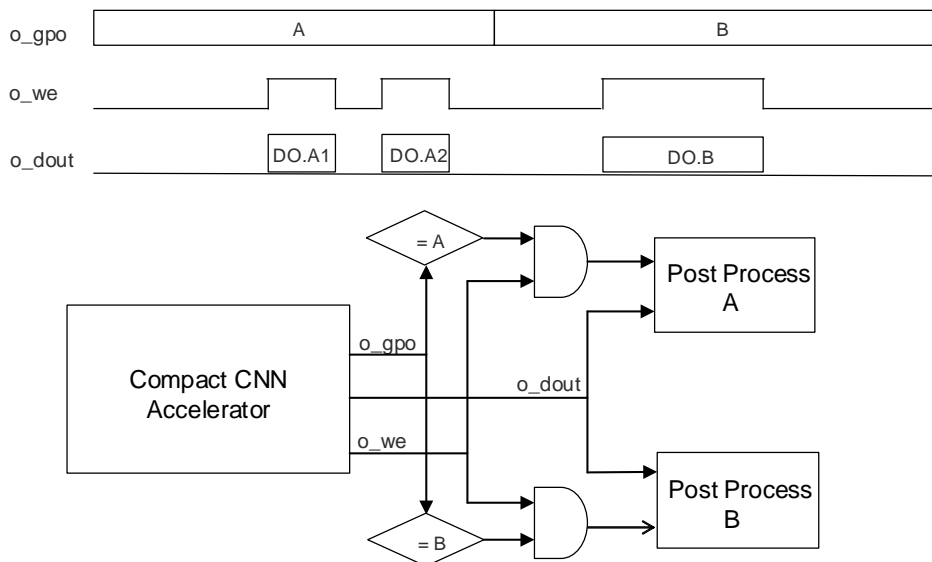 o_gpo
A
B
o_we
o_dout
DO.A1
DO.A2
DO.B
= A
Post Process
A
o_gpo
Compact CNN
Accelerator
o_dout
o_we
Post Process
B
= B